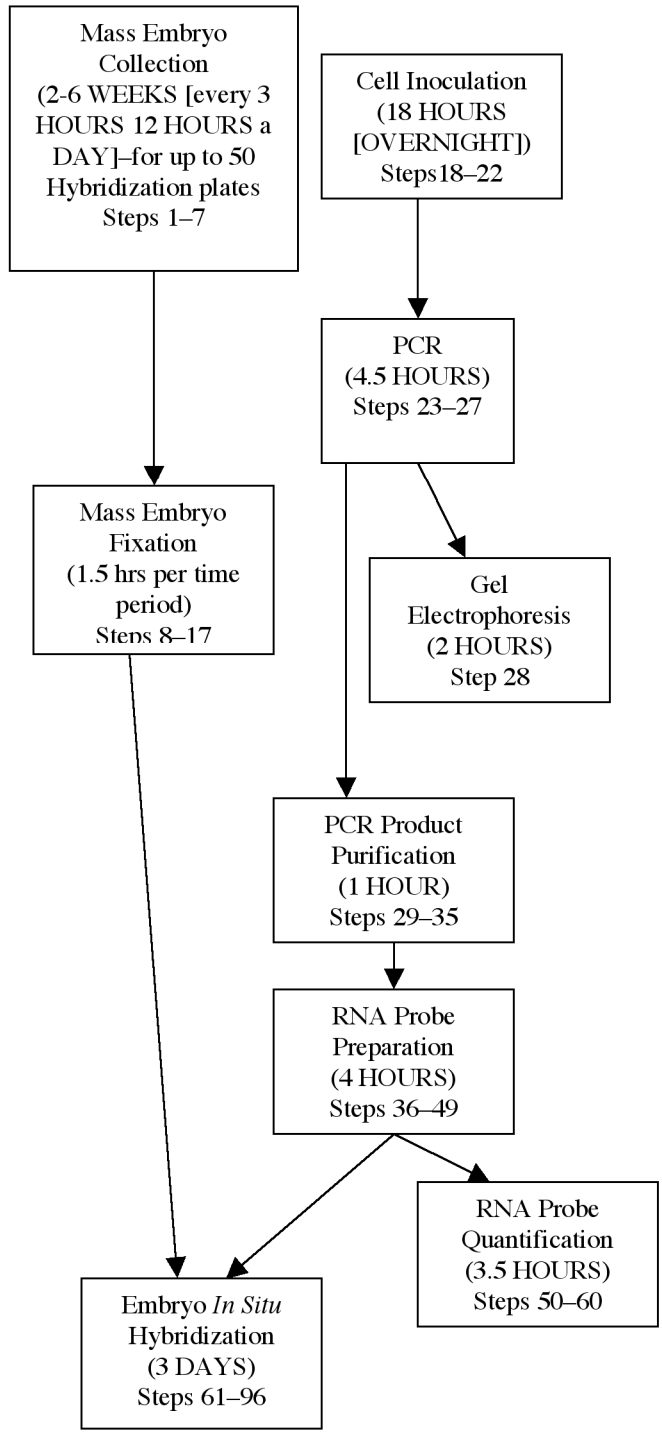 Mass Embryo
Collection
(2-6 WEEKS [every 3
HOURS 12 HOURS a
DAY]–for up to 50
Hybridization plates
Steps 1–7
Cell Inoculation
(18 HOURS
[OVERNIGHT])
Steps18–22
PCR
(4.5 HOURS)
Steps 23–27
Mass Embryo
Fixation
(1.5 hrs per time
period)
Steps 8–17
Gel
Electrophoresis
(2 HOURS)
Step 28
PCR Product
Purification
(1 HOUR)
Steps 29–35
RNA Probe
Preparation
(4 HOURS)
Steps 36–49
RNA Probe
Quantification
(3.5 HOURS)
Steps 50–60
Embryo In Situ
Hybridization
(3 DAYS)
Steps 61–96